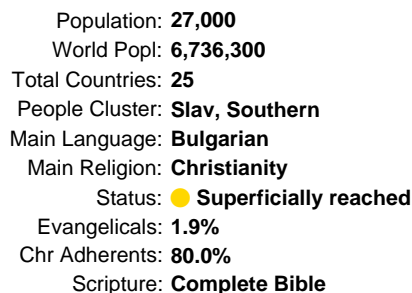 Population: 27,000
World Popl: 6,736,300
Total Countries: 25
People Cluster: Slav, Southern
Main Language: Bulgarian
Main Religion: Christianity
Status: Superficially reached
Evangelicals: 1.9%
Chr Adherents: 80.0%
Scripture: Complete Bible